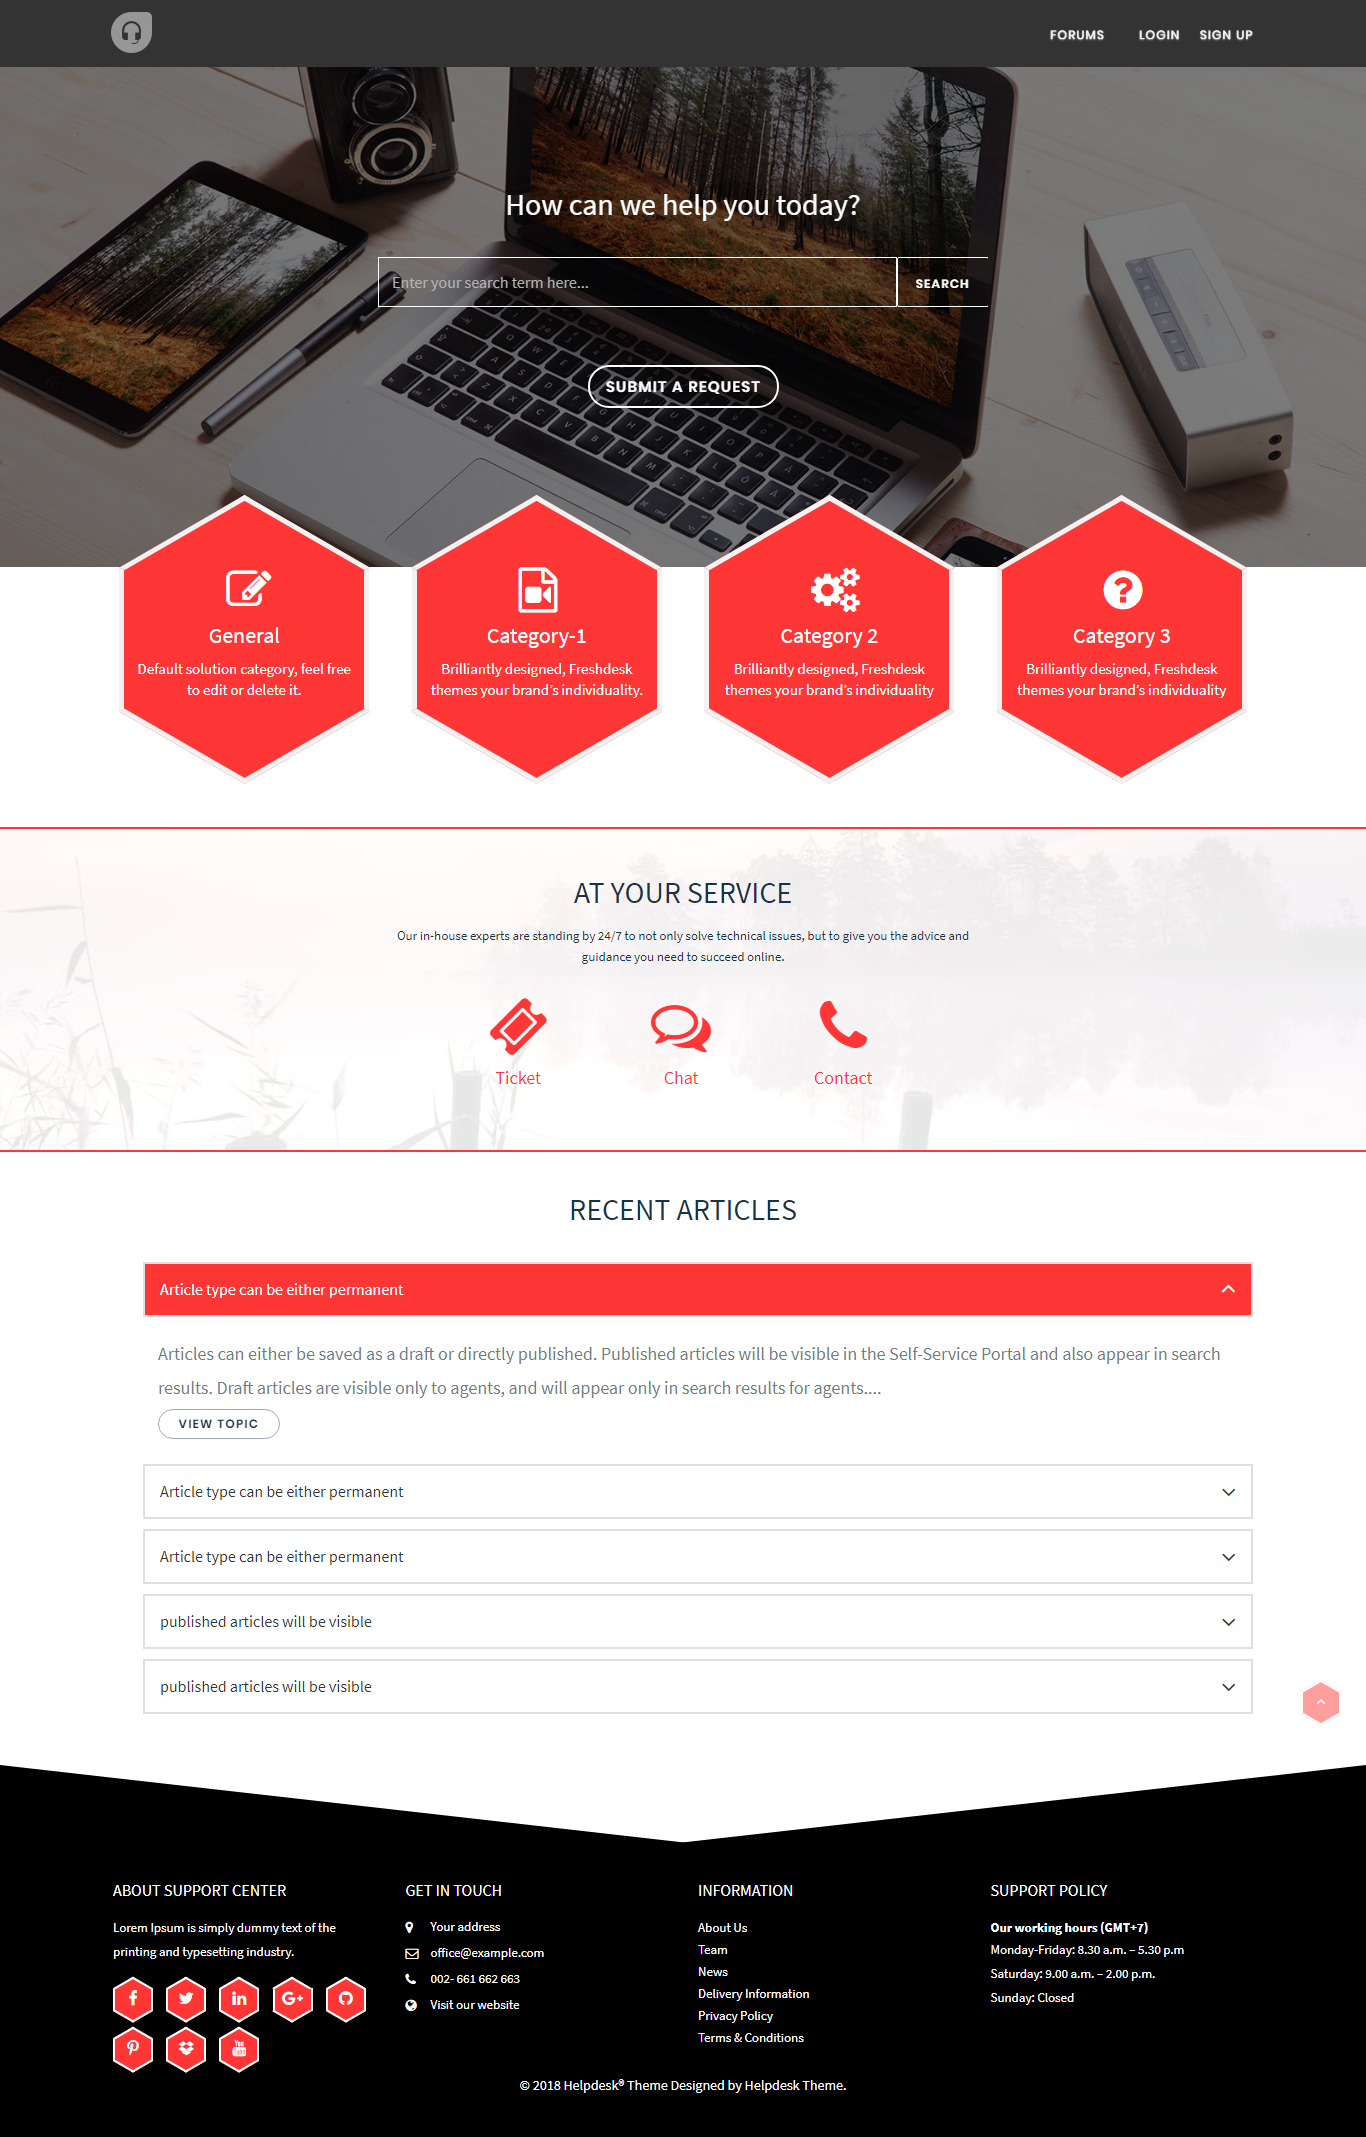 FORUMS
LOGIN
SIGN UP
How can we help you today?
Enter your search term here...
SEARCH
SUBMIT A REQUEST
General
Default solution category, feel free
to edit or delete it.
Category-1
Brilliantly designed, Freshdesk
themes your brand’s individuality.
Category 2
Brilliantly designed, Freshdesk
themes your brand’s individuality
Category 3
Brilliantly designed, Freshdesk
themes your brand’s individuality
AT YOUR SERVICE
Our in-house experts are standing by 24/7 to not only solve technical issues, but to give you the advice and
guidance you need to succeed online.
Ticket
Chat
Contact
RECENT ARTICLES
Article type can be either permanent
Articles can either be saved as a draft or directly published. Published articles will be visible in the Self-Service Portal and also appear in search
results. Draft articles are visible only to agents, and will appear only in search results for agents....
VIEW TOPIC
Article type can be either permanent
Article type can be either permanent
published articles will be visible
published articles will be visible
ABOUT SUPPORT CENTER
Lorem Ipsum is simply dummy text of the
printing and typesetting industry.
GET IN TOUCH
Your address
office@example.com
002- 661 662 663
Visit our website
INFORMATION
About Us
Team
News
Delivery Information
Privacy Policy
Terms & Conditions
SUPPORT POLICY
Our working hours (GMT+7)
Monday-Friday: 8.30 a.m. – 5.30 p.m
Saturday: 9.00 a.m. – 2.00 p.m.
Sunday: Closed
© 2018 Helpdesk® Theme Designed by Helpdesk Theme.